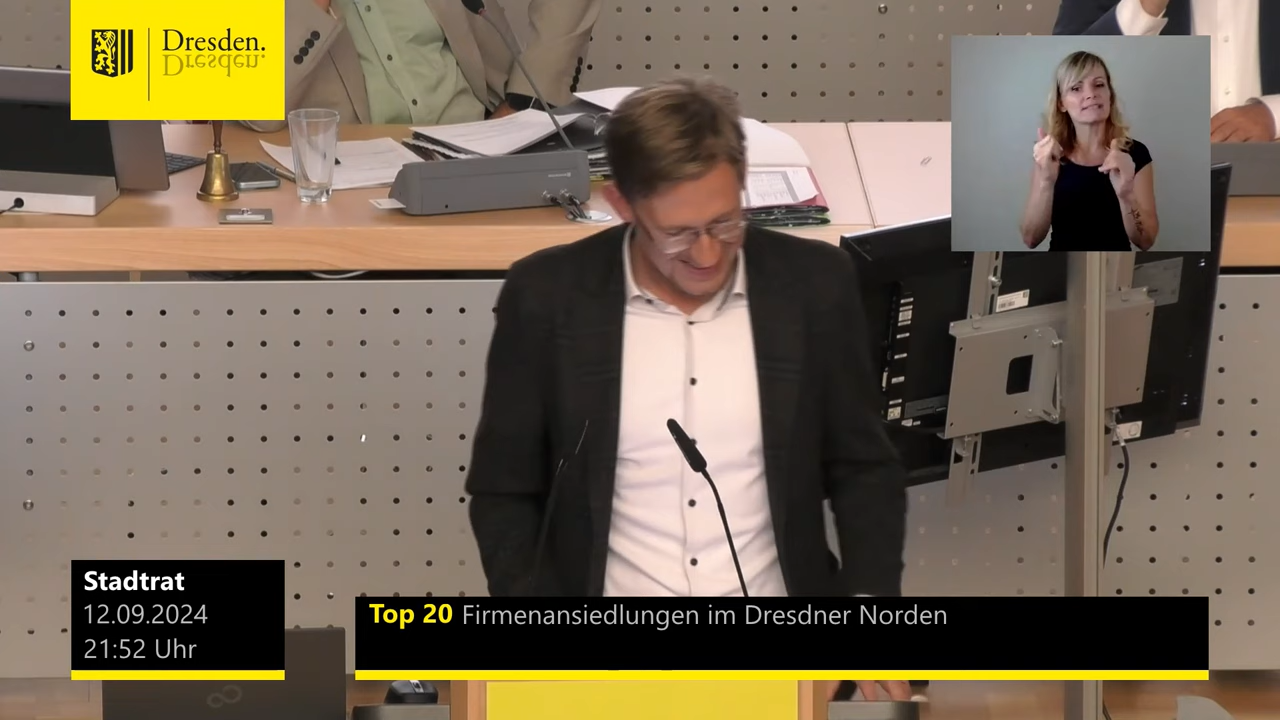 Dresden.
Dresden.
Stadtrat
12.09.2024
21:52 Uhr
Top 20 Firmenansiedlungen im Dresdner Norden